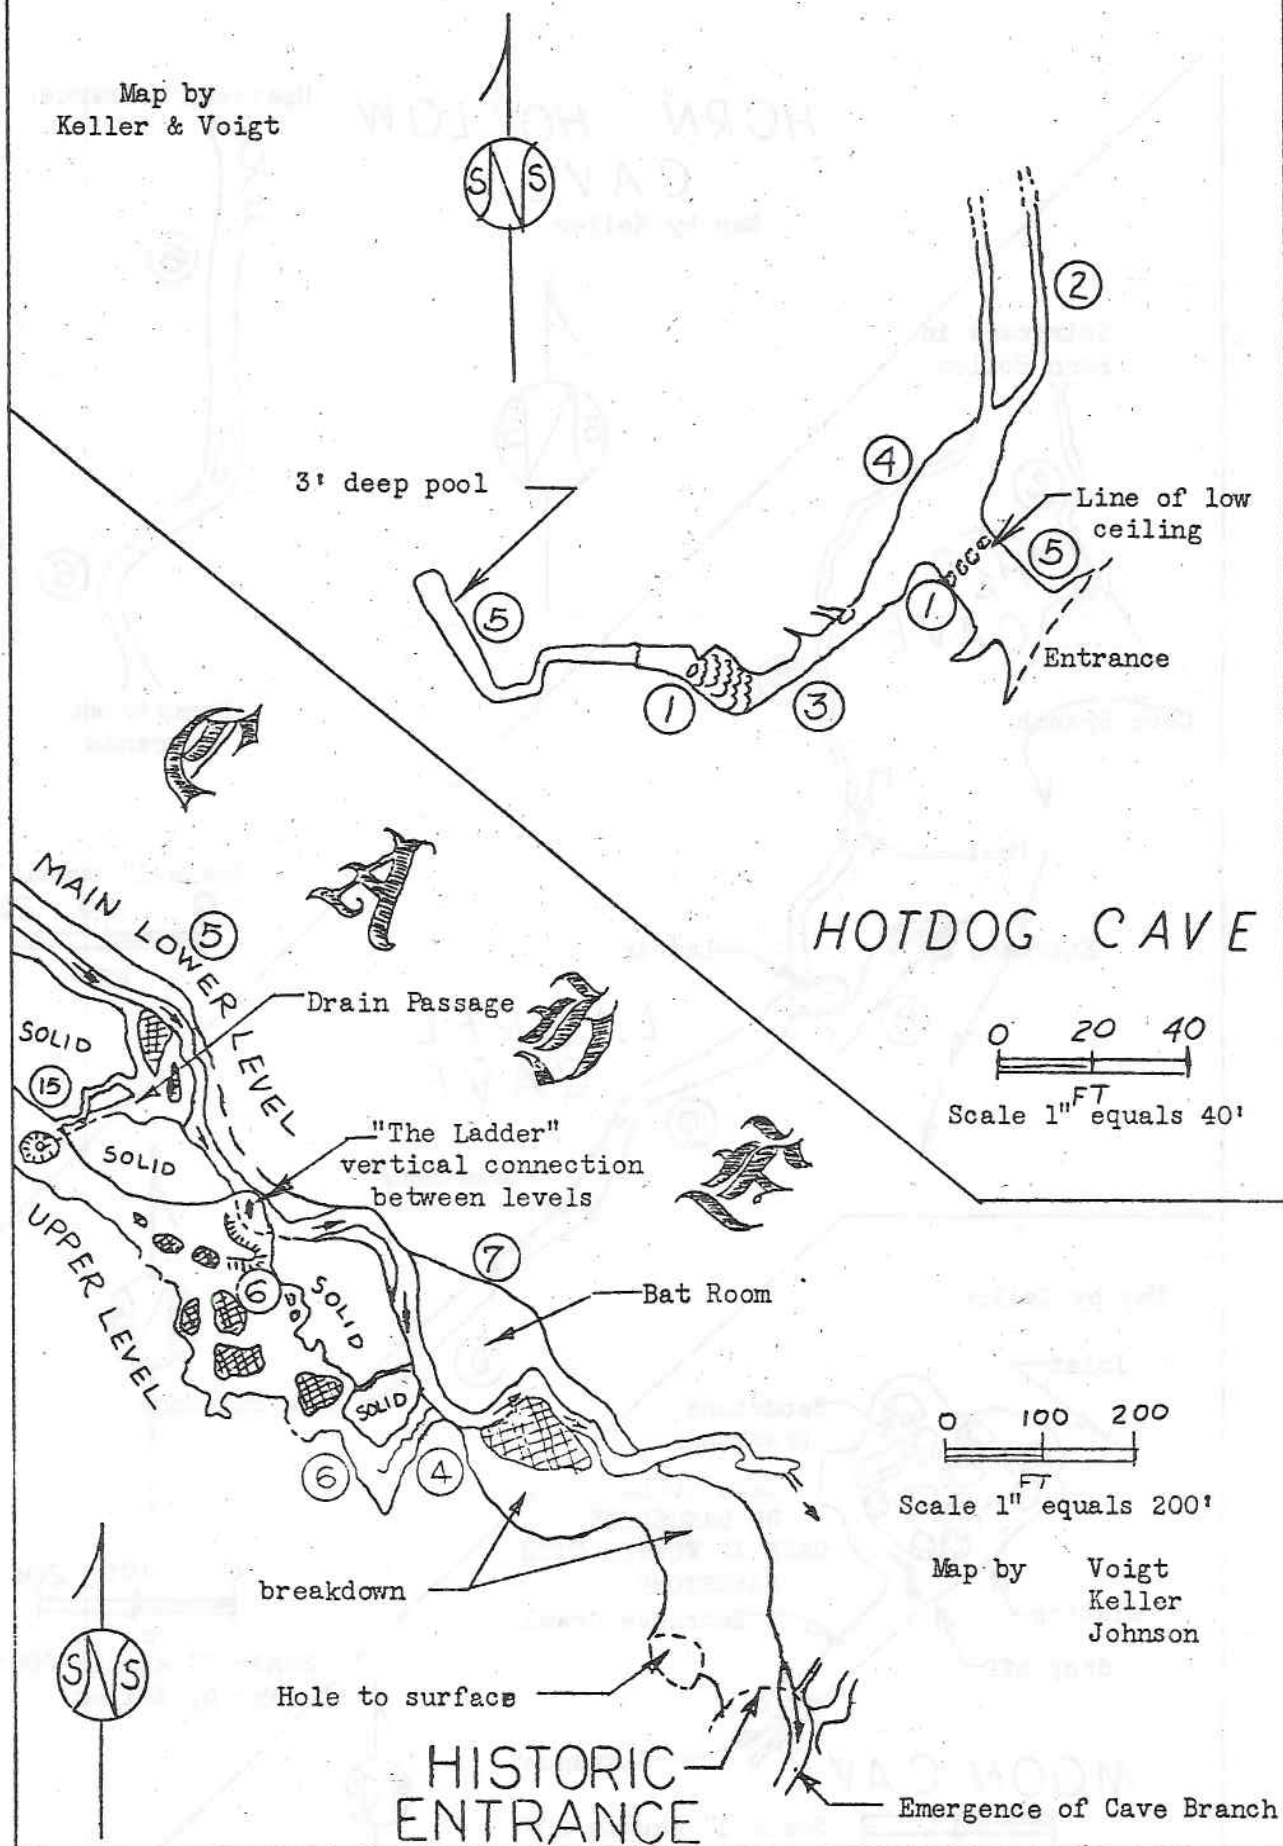 Map by
Keller & Voigt
S N S
2
3' deep pool
4
Line of low
ceiling
5
1
5
Entrance
1
3
HOTDOG CAVE
0 20 40
FT
Scale 1" equals 40'
C
A
V
E
MAIN LOWER LEVEL
5
Drain Passage
SOLID
15
SOLID
"The Ladder"
vertical connection
between levels
UPPER LEVEL
7
6
SOLID
Bat Room
SOLID
6
4
0 100 200
FT
Scale 1" equals 200'
Map by Voigt
Keller
Johnson
breakdown
S N S
Hole to surface
HISTORIC
ENTRANCE
Emergence of Cave Branch